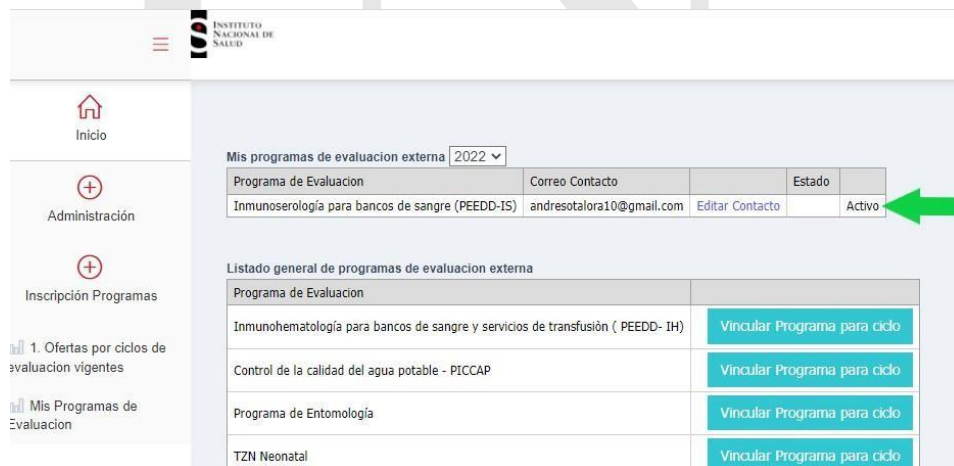 INSTITUTO
NACIONAL DE
SALUD
Inicio
Administración
Inscripción Programas
1. Ofertas por ciclos de
evaluacion vigentes
Mis Programas de
Evaluacion
Mis programas de evaluacion externa 2022
Programa de Evaluacion Correo Contacto Estado
Inmunoserología para bancos de sangre (PEEDD-IS) andresotalora10@gmail.com Editar Contacto Activo
Listado general de programas de evaluacion externa
Programa de Evaluacion
Inmunohematología para bancos de sangre y servicios de transfusiòn ( PEEDD- IH) Vincular Programa para ciclo
Control de la calidad del agua potable - PICCAP Vincular Programa para ciclo
Programa de Entomología Vincular Programa para ciclo
TZN Neonatal Vincular Programa para ciclo